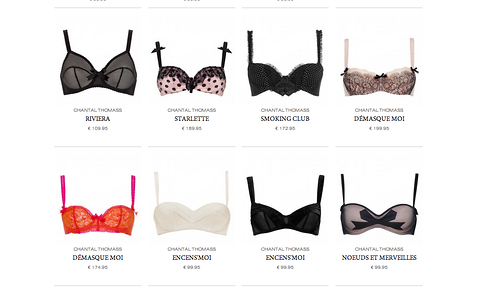 CHANTAL THOMASS
RIVIERA
€ 109.95
CHANTAL THOMASS
STARLETTE
€ 169.95
CHANTAL THOMASS
SMOKING CLUB
€ 172.95
CHANTAL THOMASS
DÉMASQUE MOI
€ 199.95
CHANTAL THOMASS
DÉMASQUE MOI
€ 174.95
CHANTAL THOMASS
ENCENS'MOI
€ 99.95
CHANTAL THOMASS
ENCENS'MOI
€ 99.95
CHANTAL THOMASS
NOEUDS ET MERVEILLES
€ 99.95